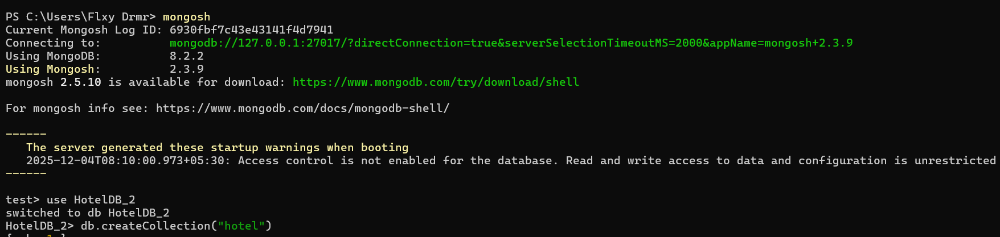 PS C:\Users\Flxy Drmr> mongosh
Current Mongosh Log ID: 6930fbf7c43e43141f4d7941
Connecting to:          mongodb://127.0.0.1:27017/?directConnection=true&serverSelectionTimeoutMS=2000&appName=mongosh+2.3.9
Using MongoDB:          8.2.2
Using Mongosh:          2.3.9
mongosh 2.5.10 is available for download: https://www.mongodb.com/try/download/shell
For mongosh info see: https://www.mongodb.com/docs/mongodb-shell/
------
   The server generated these startup warnings when booting
   2025-12-04T08:10:00.973+05:30: Access control is not enabled for the database. Read and write access to data and configuration is unrestricted
------
test> use HotelDB_2
switched to db HotelDB_2
HotelDB_2> db.createCollection("hotel")